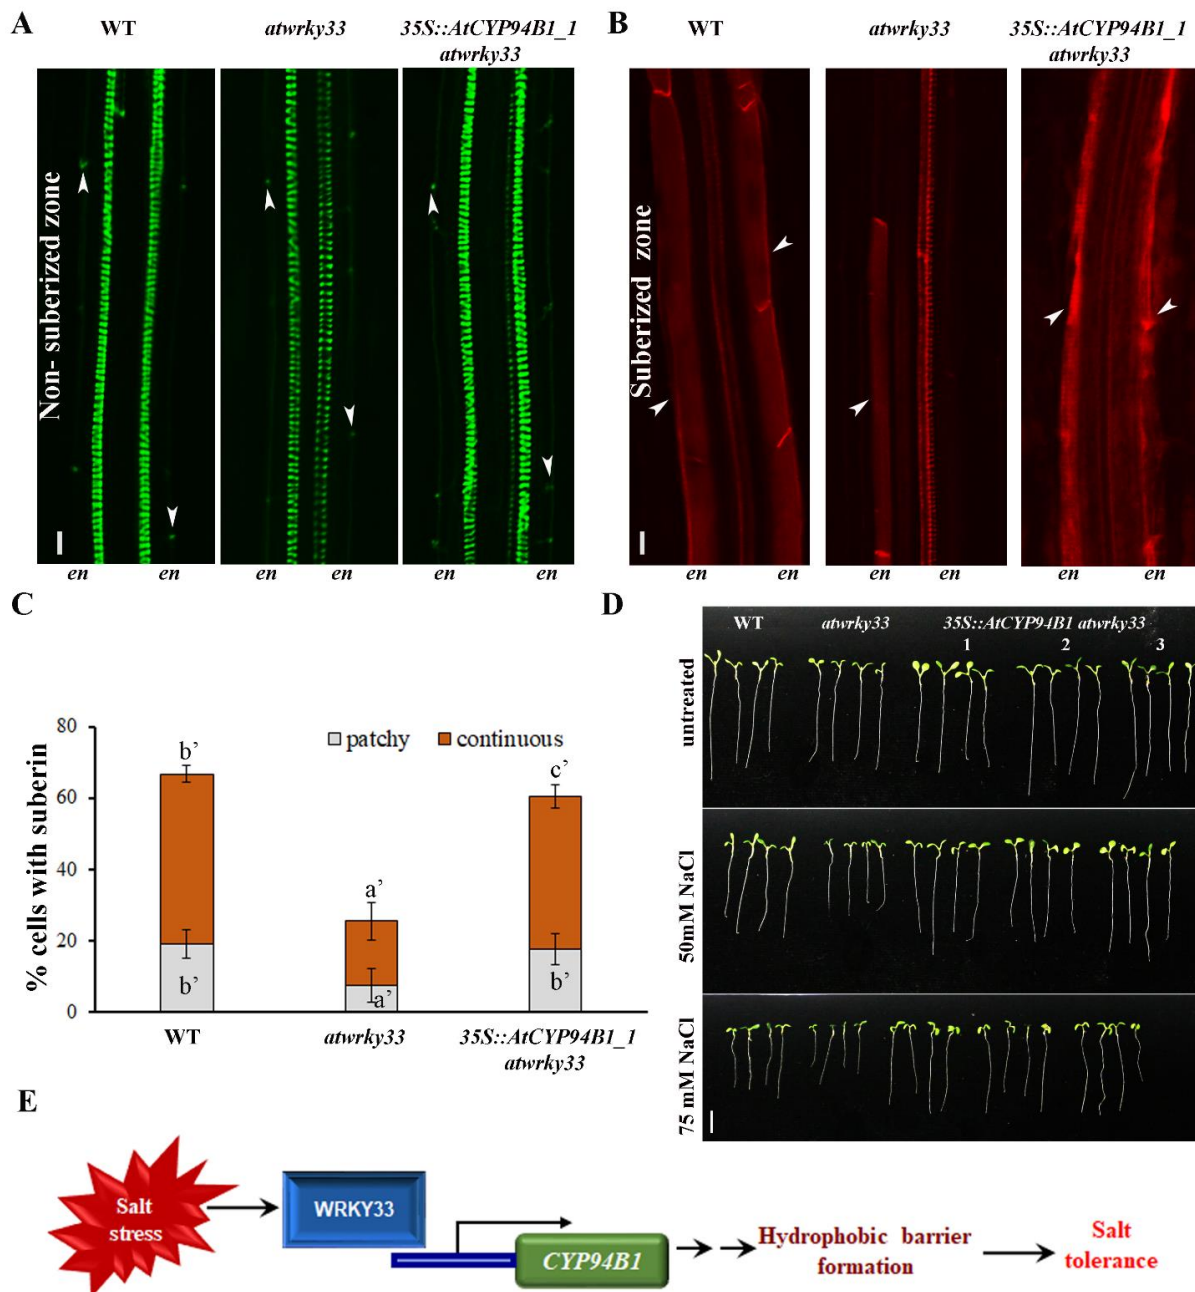 A
WT
atwrky33
35S::AtCYP94B1_1
atwrky33
Non- suberized zone
en
en
en
en
en
en
B
WT
atwrky33
35S::AtCYP94B1_1
atwrky33
Suberized zone
en
en
en
en
en
en
C
% cells with suberin
80
60
40
20
0
patchy
continuous
b’
b’
a’
a’
c’
b’
WT
atwrky33
35S::AtCYP94B1_1
atwrky33
D
WT
atwrky33
35S::AtCYP94B1 atwrky33
1
2
3
untreated
50mM NaCl
75 mM NaCl
E
Salt
stress
WRKY33
CYP94B1
Hydrophobic barrier
formation
Salt
tolerance